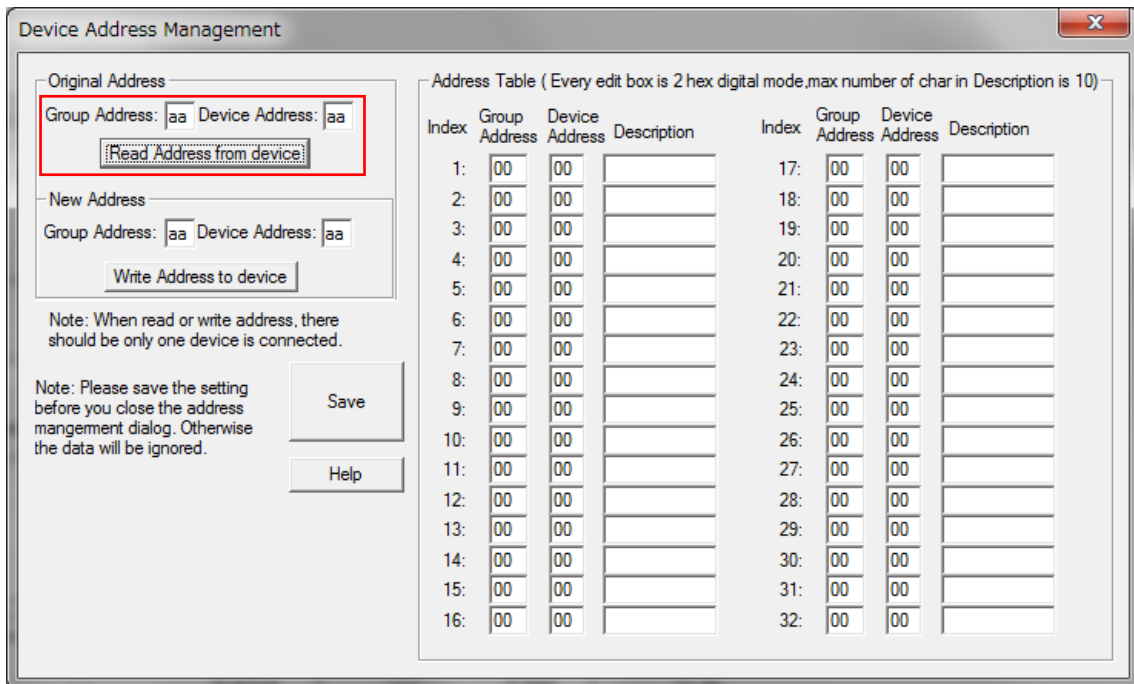 Device Address Management
Original Address
Group Address: aa Device Address: aa
Read Address from device
New Address
Group Address: aa Device Address: aa
Write Address to device
Note: When read or write address, there
should be only one device is connected.
Note: Please save the setting
before you close the address
mangement dialog. Otherwise
the data will be ignored.
Save
Help
Address Table ( Every edit box is 2 hex digital mode,max number of char in Description is 10)
Index Group Address Device Address Description
1: 00 00
2: 00 00
3: 00 00
4: 00 00
5: 00 00
6: 00 00
7: 00 00
8: 00 00
9: 00 00
10: 00 00
11: 00 00
12: 00 00
13: 00 00
14: 00 00
15: 00 00
16: 00 00
Index Group Address Device Address Description
17: 00 00
18: 00 00
19: 00 00
20: 00 00
21: 00 00
22: 00 00
23: 00 00
24: 00 00
25: 00 00
26: 00 00
27: 00 00
28: 00 00
29: 00 00
30: 00 00
31: 00 00
32: 00 00